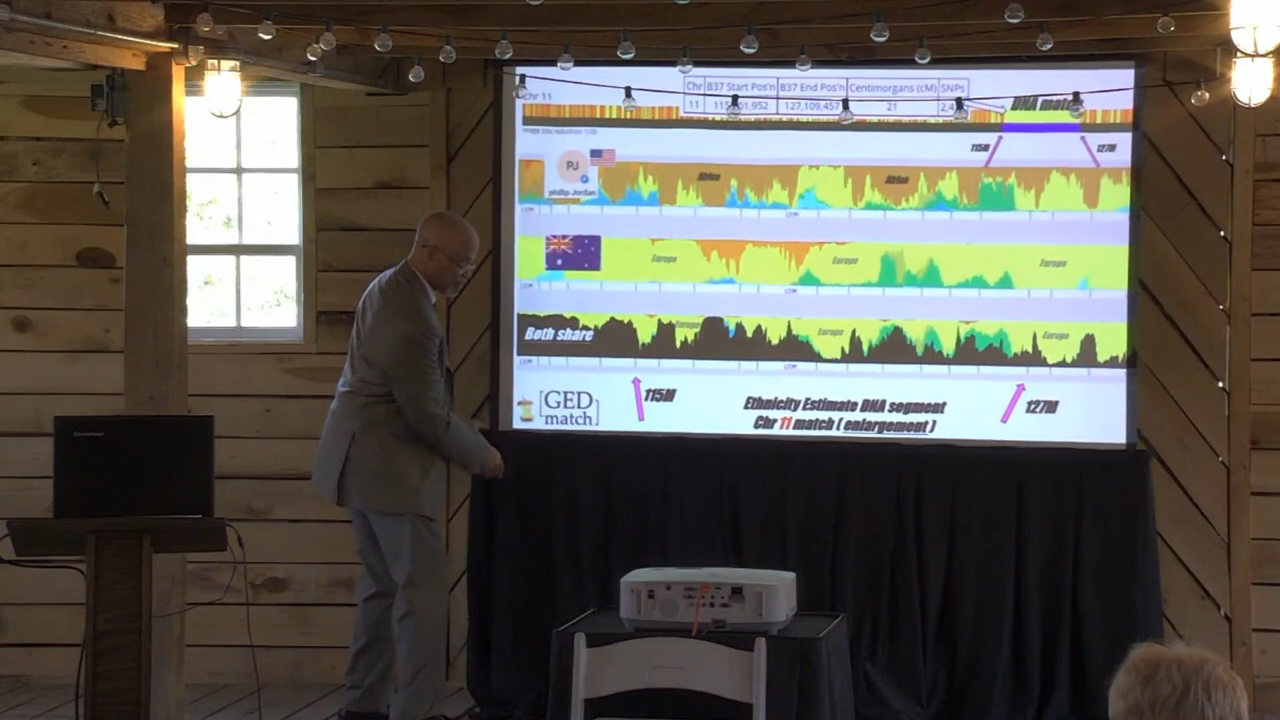 Chr B37 Start Pos'n B37 End Pos'n Centimorgans (cM) SNPs
Chr 11
11 127,109,457 21
DNA
115M 127M
PJ
phillip Jordan
Africa Africa
Europe Europe Europe
Both share
Europe Europe Europe
115M 127M
[GED
match]
Ethnicity Estimate DNA segment
Chr 11 match ( enlargement )